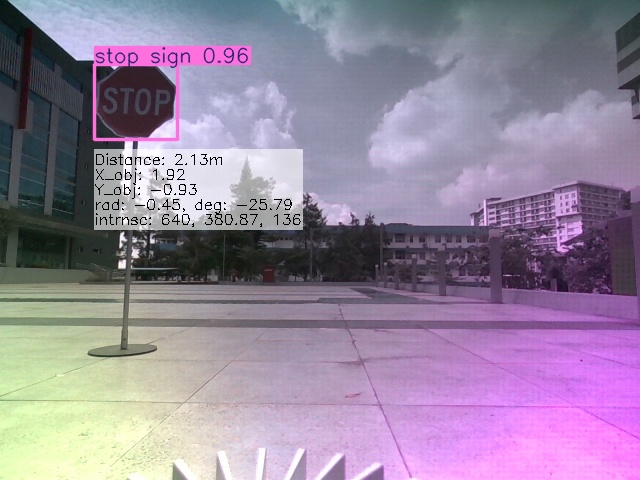 stop sign 0.96
STOP
Distance: 2.13m
X_obj: 1.92
Y_obj: -0.93
rad: -0.45, deg: -25.79
intrnsc: 640, 380.87, 136